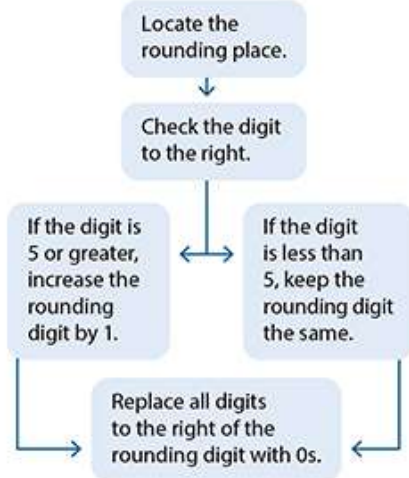 Locate the
rounding place.
Check the digit
to the right.
If the digit is
5 or greater,
increase the
rounding
digit by 1.
If the digit
is less than
5, keep the
rounding digit
the same.
Replace all digits
to the right of the
rounding digit with 0s.